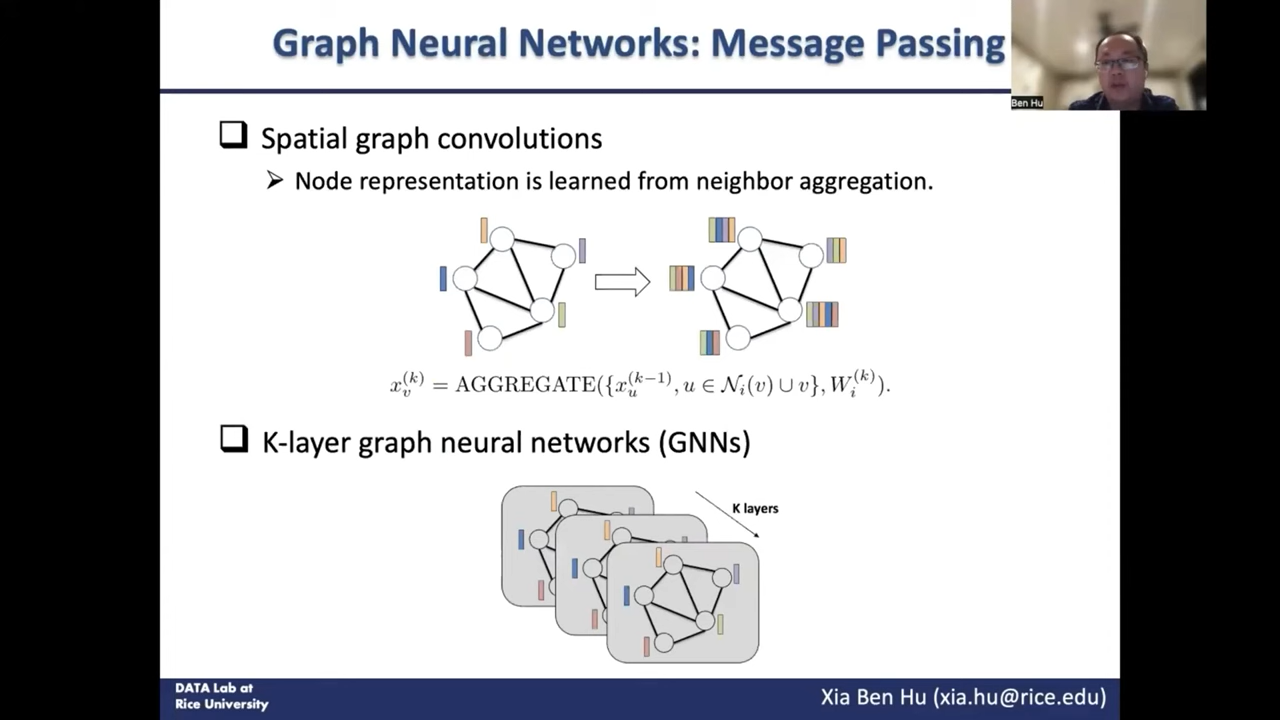 Graph Neural Networks: Message Passing
Ben Hu
❑ Spatial graph convolutions
➢ Node representation is learned from neighbor aggregation.
x_v^{(k)} = AGGREGATE({x_u^{(k−1)}, u ∈ 𝒩_i(v) ∪ v}, W_i^{(k)}).
❑ K-layer graph neural networks (GNNs)
K layers
DATA Lab at
Rice University
Xia Ben Hu (xia.hu@rice.edu)